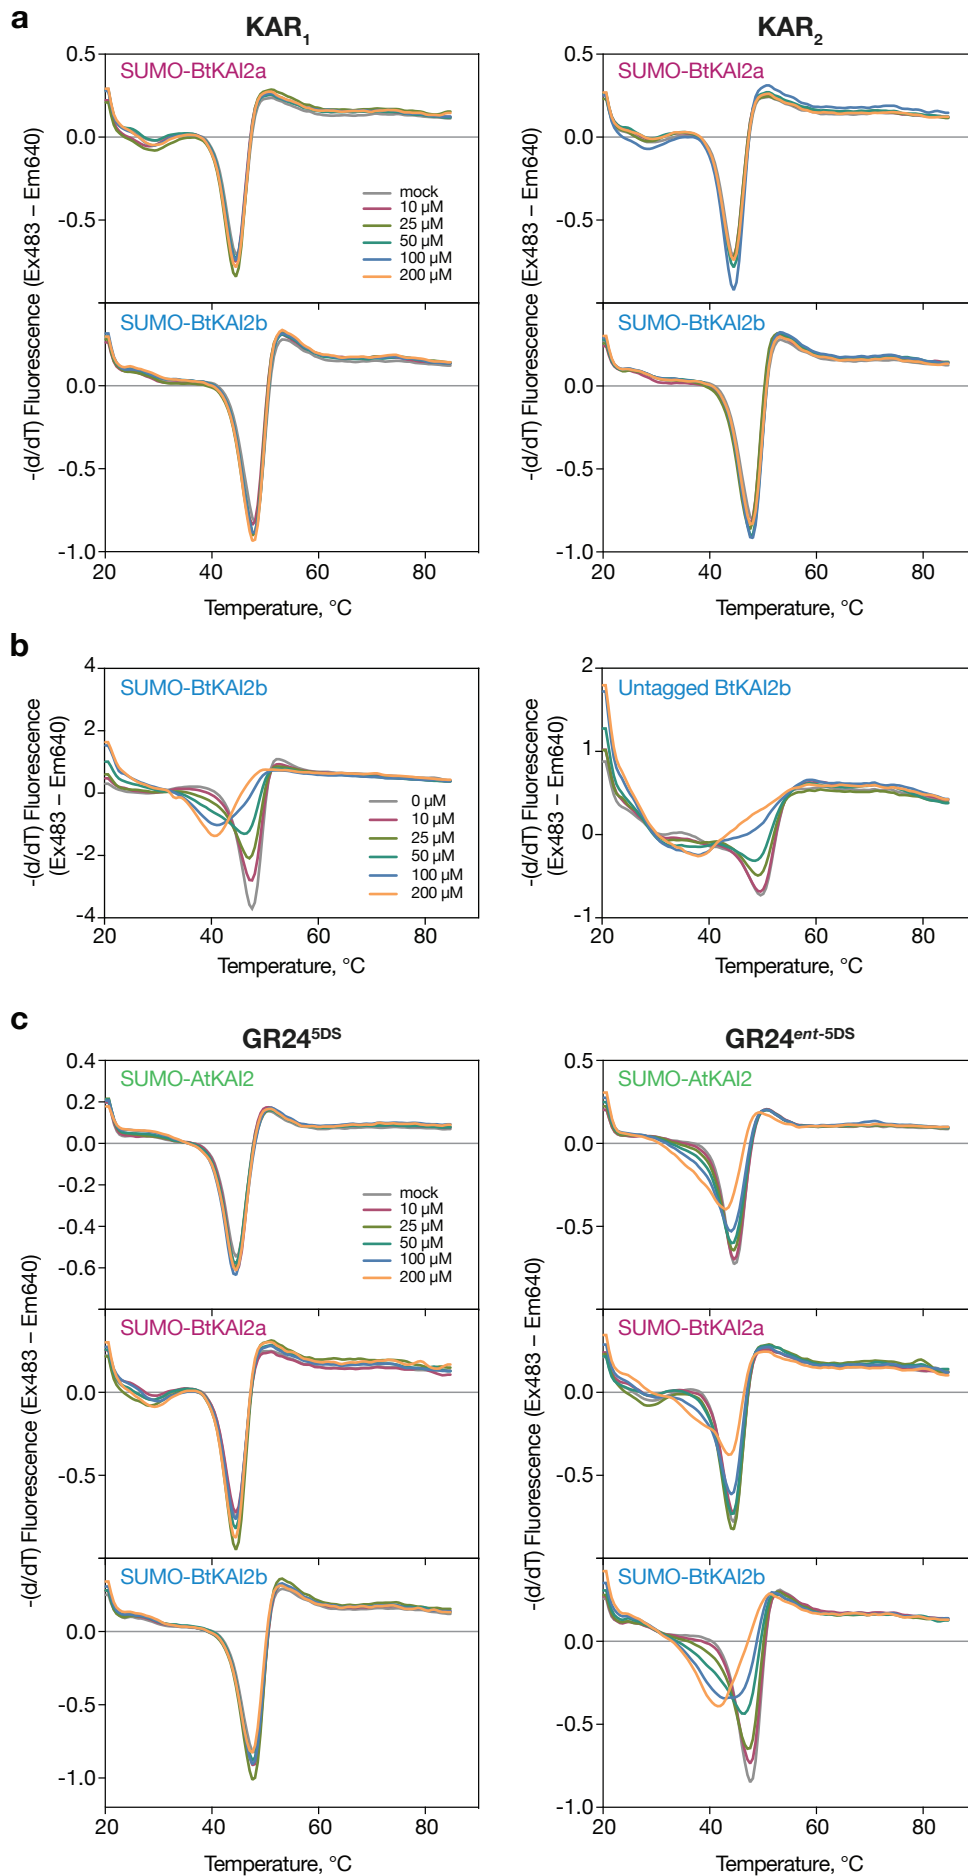 a
KAR1
KAR2
-(d/dT) Fluorescence (Ex483 – Em640)
0.5
0.0
-0.5
SUMO-BtKAI2a
mock
10 µM
25 µM
50 µM
100 µM
200 µM
0.0
-0.5
-1.0
SUMO-BtKAI2b
20 40 60 80
Temperature, °C
-(d/dT) Fluorescence (Ex483 – Em640)
0.5
0.0
-0.5
SUMO-BtKAI2a
0.0
-0.5
-1.0
SUMO-BtKAI2b
20 40 60 80
Temperature, °C
b
-(d/dT) Fluorescence
(Ex483 – Em640)
4
2
0
-2
-4
SUMO-BtKAI2b
0 µM
10 µM
25 µM
50 µM
100 µM
200 µM
20 40 60 80
Temperature, °C
-(d/dT) Fluorescence
(Ex483 – Em640)
2
1
0
-1
Untagged BtKAI2b
20 40 60 80
Temperature, °C
c
GR245DS
GR24ent-5DS
-(d/dT) Fluorescence (Ex483 – Em640)
0.4
0.2
0.0
-0.2
-0.4
-0.6
SUMO-AtKAI2
mock
10 µM
25 µM
50 µM
100 µM
200 µM
0.0
-0.5
SUMO-BtKAI2a
0.0
-0.5
-1.0
SUMO-BtKAI2b
20 40 60 80
Temperature, °C
-(d/dT) Fluorescence (Ex483 – Em640)
0.5
0.0
-0.5
SUMO-AtKAI2
0.0
-0.5
SUMO-BtKAI2a
0.0
-0.5
-1.0
SUMO-BtKAI2b
20 40 60 80
Temperature, °C